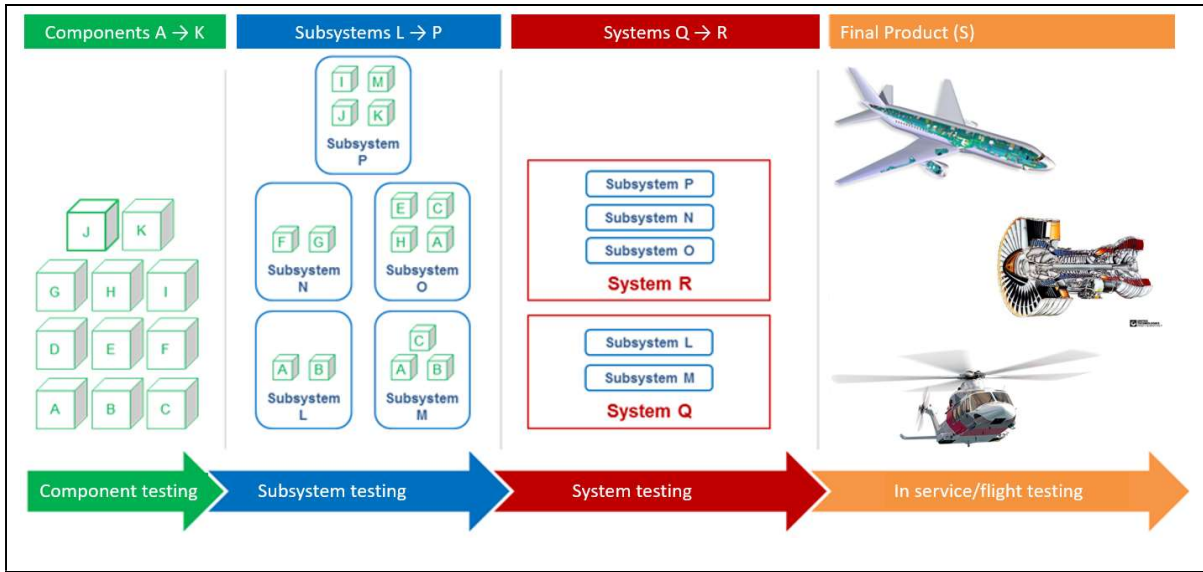 Components A → K
Subsystems L → P
Systems Q → R
Final Product (S)
J K
G H I
D E F
A B C
I M
J K
Subsystem
P
F G
Subsystem
N
E C
H A
Subsystem
O
A B
Subsystem
L
C
A B
Subsystem
M
Subsystem P
Subsystem N
Subsystem O
System R
Subsystem L
Subsystem M
System Q
Component testing
Subsystem testing
System testing
In service/flight testing